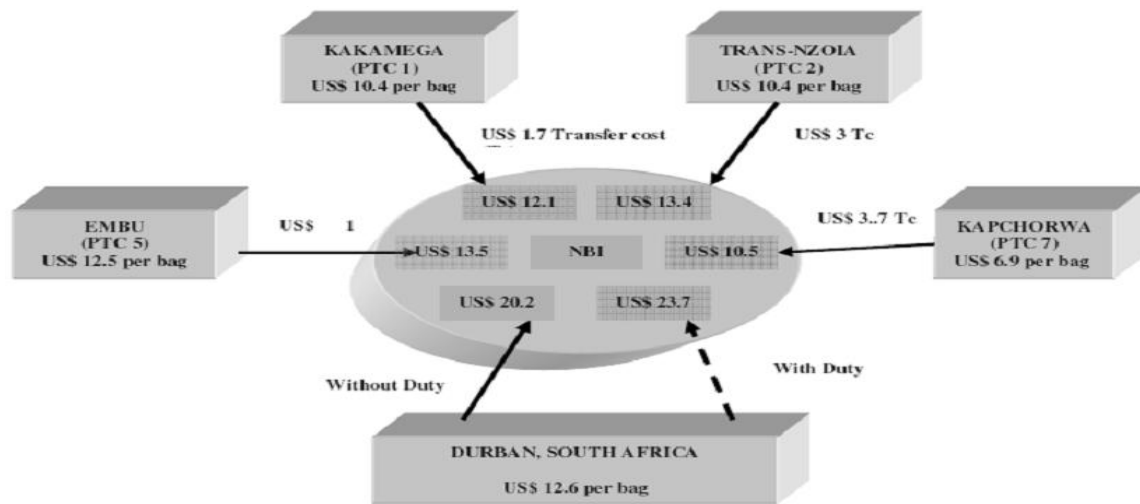 KAKAMEGA
(PTC 1)
US$ 10.4 per bag
TRANS-NZOIA
(PTC 2)
US$ 10.4 per bag
US$ 1.7 Transfer cost
US$ 3 Tc
EMBU
(PTC 5)
US$ 12.5 per bag
US$ 1
US$ 12.1
US$ 13.4
US$ 3..7 Tc
KAPCHORWA
(PTC 7)
US$ 6.9 per bag
US$ 13.5
NBI
US$ 10.5
US$ 20.2
US$ 23.7
Without Duty
With Duty
DURBAN, SOUTH AFRICA
US$ 12.6 per bag